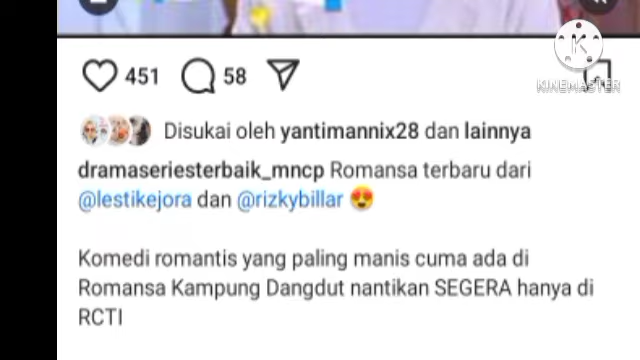 451 58
KINEMASTER
Disukai oleh yantimannix28 dan lainnya
dramaseriesterbaik_mncp Romansa terbaru dari
@lestikejora dan @rizkybillar 😍
Komedi romantis yang paling manis cuma ada di
Romansa Kampung Dangdut nantikan SEGERA hanya di
RCTI